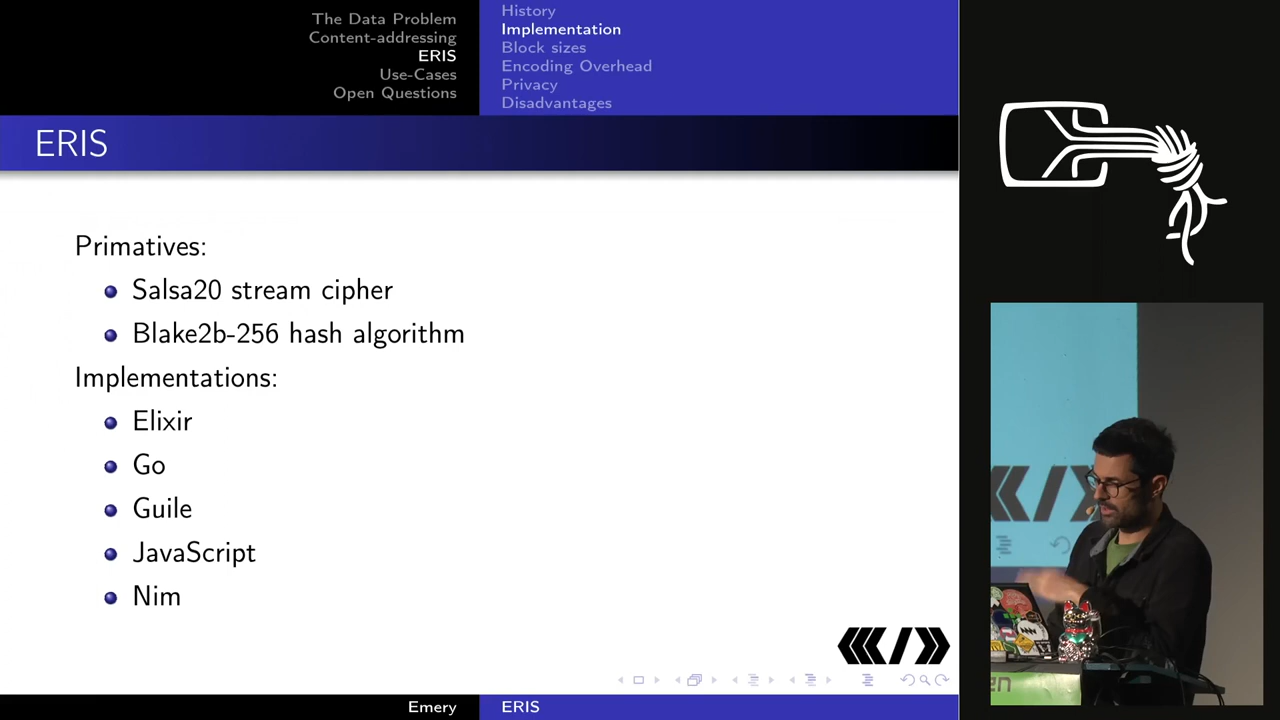 The Data Problem
Content-addressing
ERIS
Use-Cases
Open Questions
History
Implementation
Block sizes
Encoding Overhead
Privacy
Disadvantages
ERIS
Primatives:
Salsa20 stream cipher
Blake2b-256 hash algorithm
Implementations:
Elixir
Go
Guile
JavaScript
Nim
Emery
ERIS